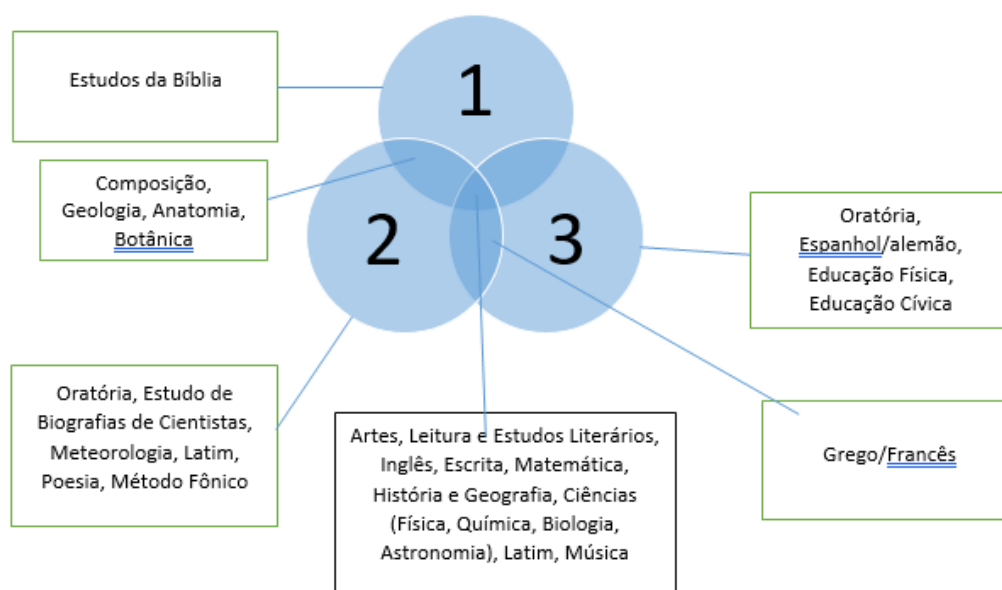 1
Estudos da Bíblia
Composição,
Geologia, Anatomia,
Botânica
2
3
Oratória,
Espanhol/alemão,
Educação Física,
Educação Cívica
Oratória, Estudo de
Biografias de Cientistas,
Meteorologia, Latim,
Poesia, Método Fônico
Artes, Leitura e Estudos Literários,
Inglês, Escrita, Matemática,
História e Geografia, Ciências
(Física, Química, Biologia,
Astronomia), Latim, Música
Grego/Francês